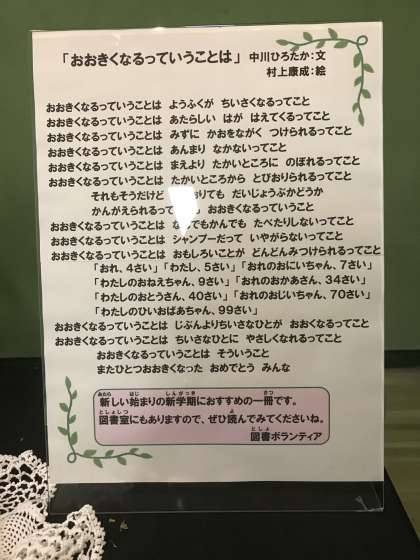 「おおきくなるっていうことは」 中川ひろたか:文
村上康成:絵
おおきくなるっていうことは ようふくが ちいさくなるってこと
おおきくなるっていうことは あたらしい はが はえてくるってこと
おおきくなるっていうことは みずに かおをながく つけられるってこと
おおきくなるっていうことは あんまり なかないってこと
おおきくなるっていうことは まえより たかいところに のぼれるってこと
おおきくなるっていうことは たかいところから とびおりられるってこと
それもそうだけど おりても だいじょうぶかどうか
かんがえられるって おおきくなるっていうこと
おおきくなるっていうことは なんでもかんでも たべたりしないってこと
おおきくなるっていうことは シャンプーだって いやがらないってこと
おおきくなるっていうことは おもしろいことが どんどんみつけられるってこと
「おれ、4さい」「わたし、5さい」「おれのおにいちゃん、7さい」
「わたしのおねえちゃん、9さい」「おれのおかあさん、34さい」
「わたしのおとうさん、40さい」「おれのおじいちゃん、70さい」
「わたしのひいおばあちゃん、99さい」
おおきくなるっていうことは じぶんよりちいさなひとが おおくなるってこと
おおきくなるっていうことは ちいさなひとに やさしくなれるってこと
おおきくなるっていうことは そういうこと
またひとつおおきくなった おめでとう みんな
新しい始まりの新学期におすすめの一冊です。
図書室にもありますので、ぜひ読んでみてくださいね。
図書ボランティア